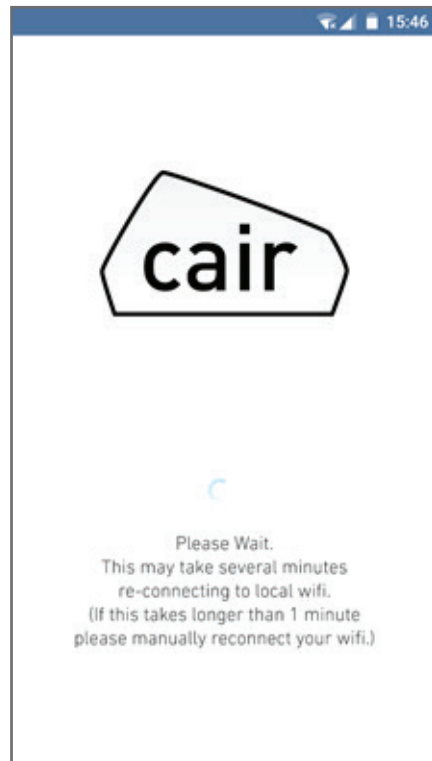 15:46
cair
Please Wait.
This may take several minutes
re-connecting to local wifi.
(If this takes longer than 1 minute
please manually reconnect your wifi.)